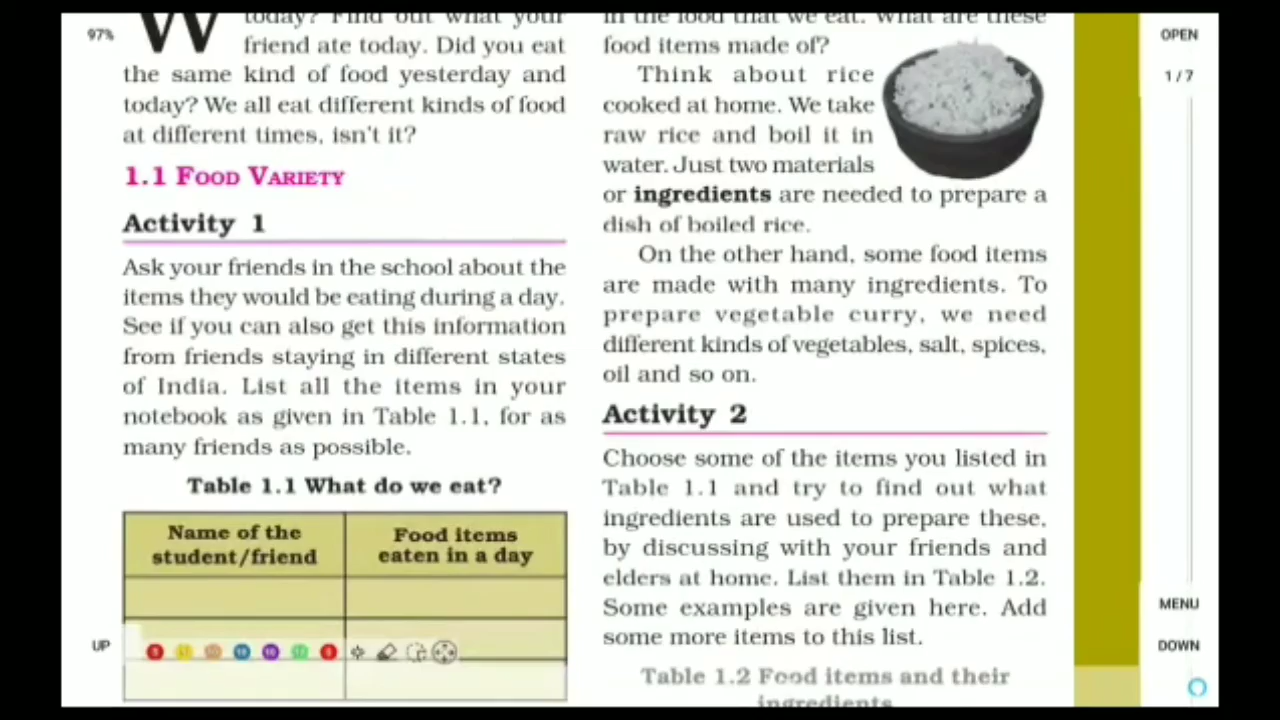 97%
W
today? Find out what your
friend ate today. Did you eat
the same kind of food yesterday and
today? We all eat different kinds of food
at different times, isn't it?
1.1 FOOD VARIETY
Activity 1
Ask your friends in the school about the
items they would be eating during a day.
See if you can also get this information
from friends staying in different states
of India. List all the items in your
notebook as given in Table 1.1, for as
many friends as possible.
Table 1.1 What do we eat?
Name of the
student/friend
Food items
eaten in a day
UP
in the food that we eat. What are these
food items made of?
Think about rice
cooked at home. We take
raw rice and boil it in
water. Just two materials
or ingredients are needed to prepare a
dish of boiled rice.
On the other hand, some food items
are made with many ingredients. To
prepare vegetable curry, we need
different kinds of vegetables, salt, spices,
oil and so on.
Activity 2
Choose some of the items you listed in
Table 1.1 and try to find out what
ingredients are used to prepare these,
by discussing with your friends and
elders at home. List them in Table 1.2.
Some examples are given here. Add
some more items to this list.
Table 1.2 Food items and their
ingredients
OPEN
1/7
MENU
DOWN